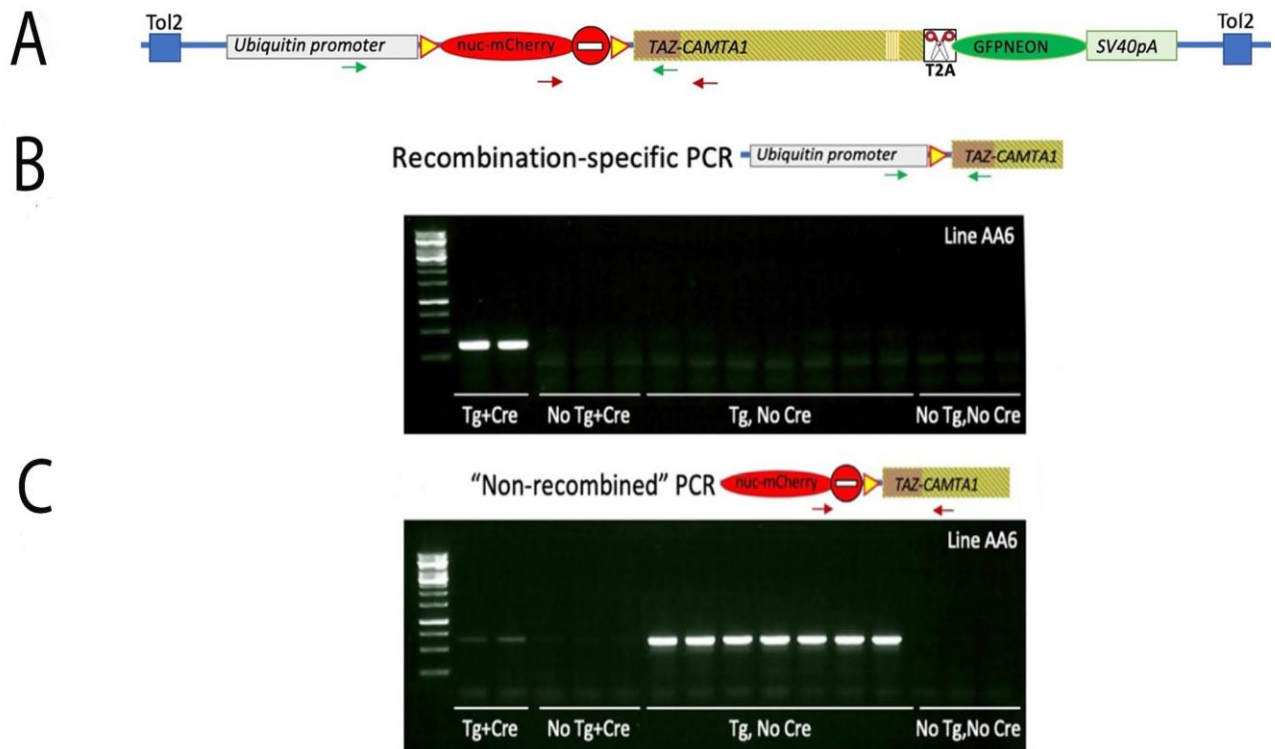 A
Tol2
Ubiquitin promoter
nuc-mCherry
TAZ-CAMTA1
T2A
GFPNEON
SV40pA
Tol2
B
Recombination-specific PCR
Ubiquitin promoter
TAZ-CAMTA1
Line AA6
Tg+Cre
No Tg+Cre
Tg, No Cre
No Tg,No Cre
C
“Non-recombined” PCR
nuc-mCherry
TAZ-CAMTA1
Line AA6
Tg+Cre
No Tg+Cre
Tg, No Cre
No Tg,No Cre